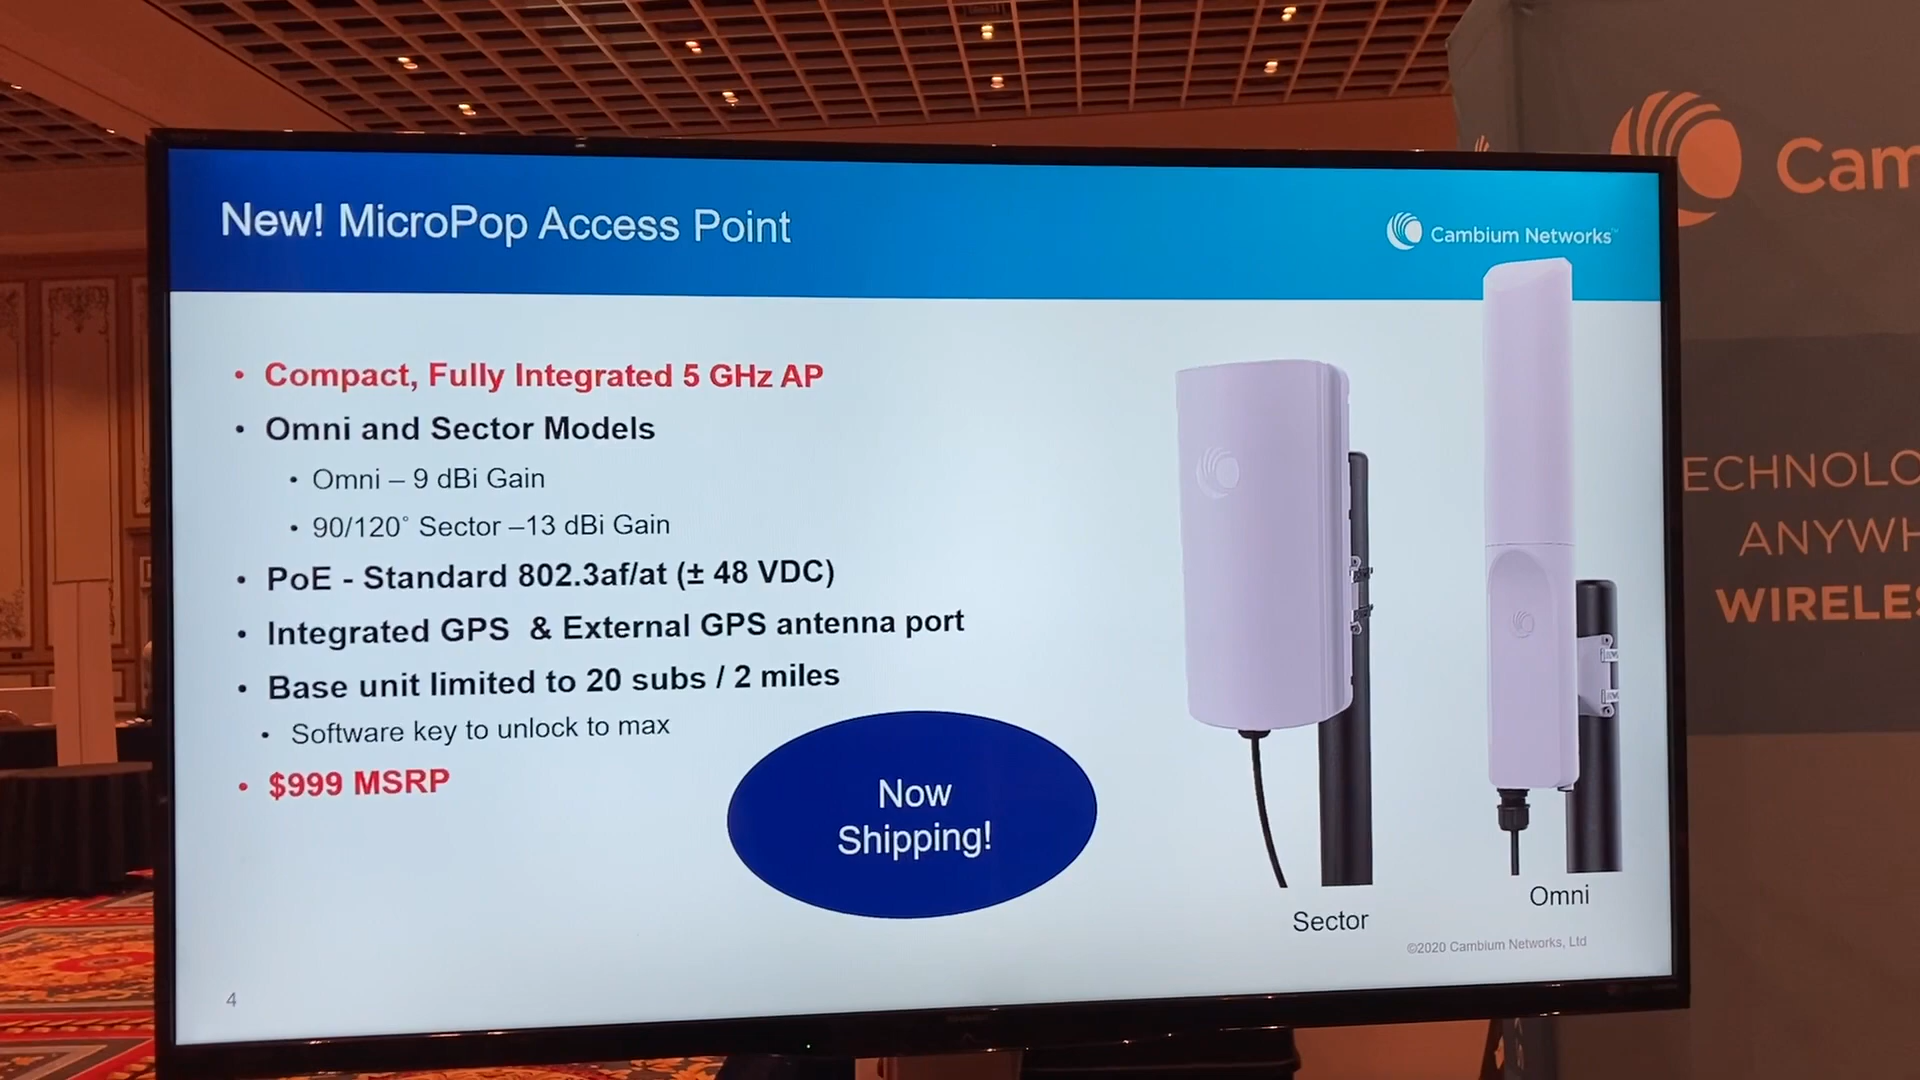 New! MicroPop Access Point
Cambium Networks™
• Compact, Fully Integrated 5 GHz AP
• Omni and Sector Models
• Omni – 9 dBi Gain
• 90/120° Sector –13 dBi Gain
• PoE - Standard 802.3af/at (± 48 VDC)
• Integrated GPS & External GPS antenna port
• Base unit limited to 20 subs / 2 miles
• Software key to unlock to max
• $999 MSRP
Now
Shipping!
Sector
Omni
©2020 Cambium Networks, Ltd
4
Cam
ECHNOLO
ANYWH
WIRELES